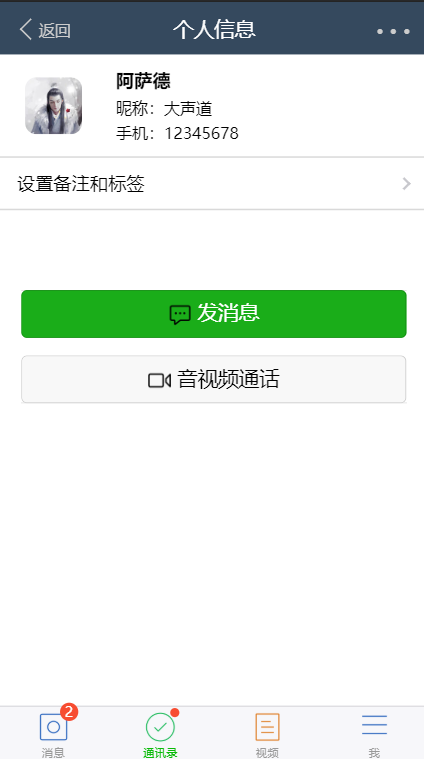 返回
个人信息
阿萨德
昵称：大声道
手机：12345678
设置备注和标签
发消息
音视频通话
2
消息
通讯录
视频
我